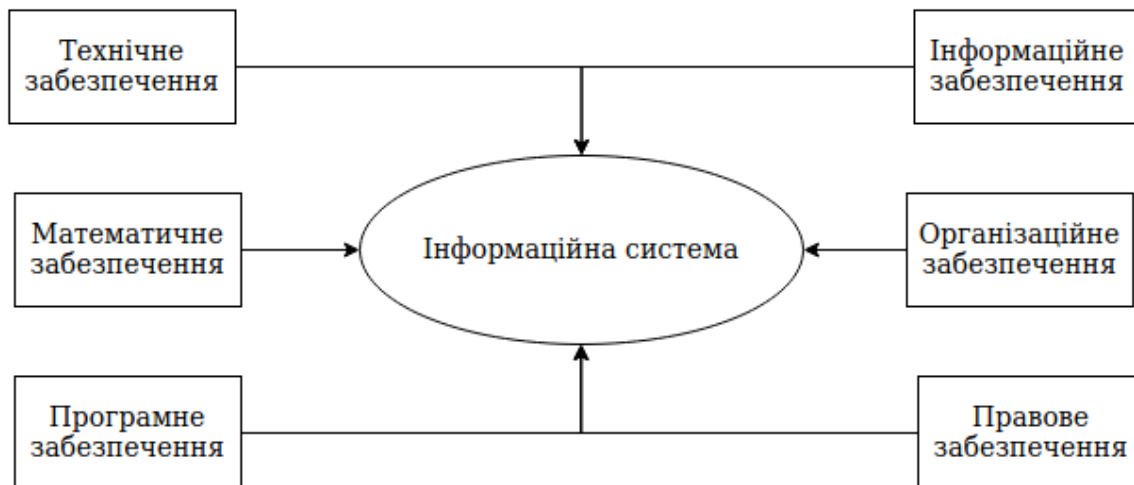 Технічне
забезпечення
Інформаційне
забезпечення
Математичне
забезпечення
Інформаційна система
Організаційне
забезпечення
Програмне
забезпечення
Правове
забезпечення